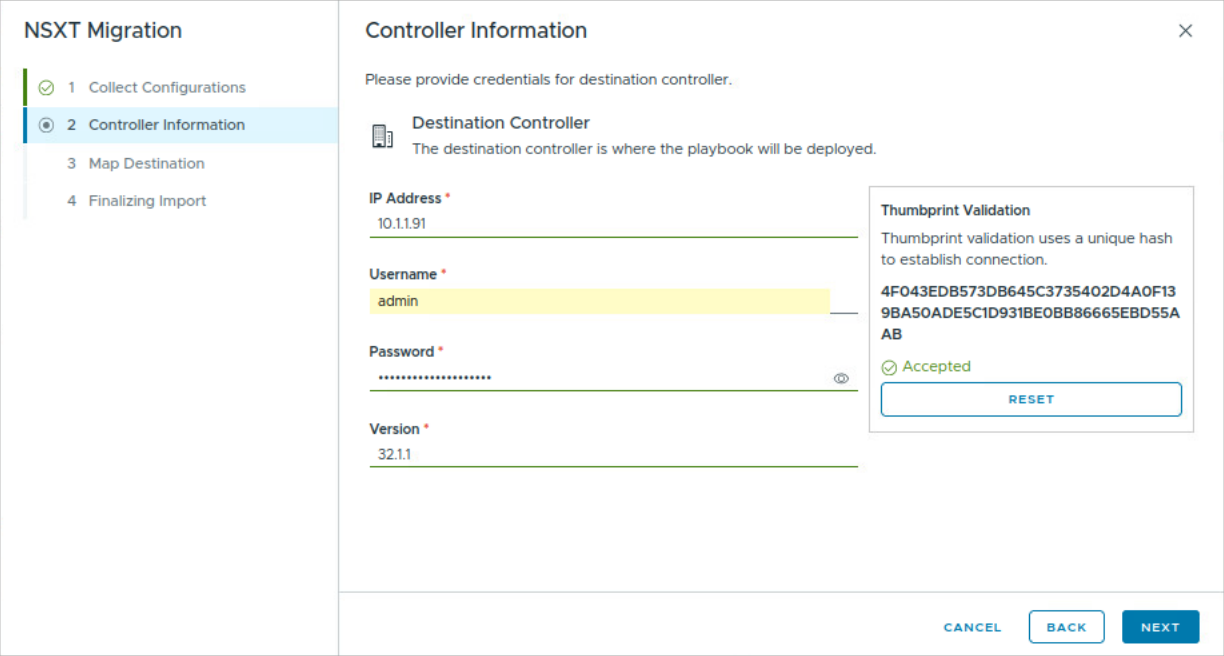 NSXT Migration
1 Collect Configurations
2 Controller Information
3 Map Destination
4 Finalizing Import
Controller Information
Please provide credentials for destination controller.
Destination Controller
The destination controller is where the playbook will be deployed.
IP Address *
10.1.1.91
Username *
admin
Password *
••••••••••••••••••••
Version *
32.1.1
Thumbprint Validation
Thumbprint validation uses a unique hash
to establish connection.
4F043EDB573DB645C3735402D4A0F13
9BA50ADE5C1D931BE0BB86665EBD55A
AB
Accepted
RESET
CANCEL
BACK
NEXT